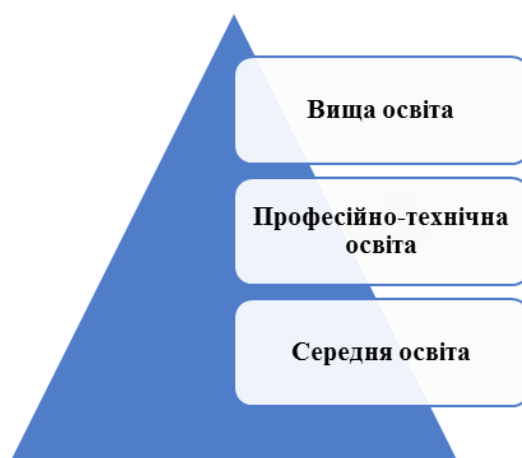 Вища освіта
Професійно-технічна
освіта
Середня освіта